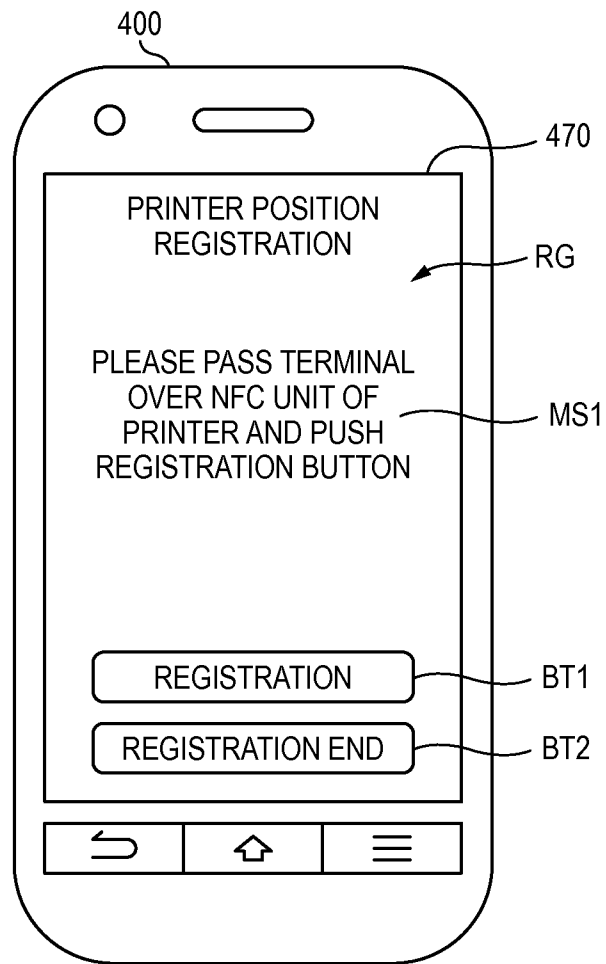 400
470
PRINTER POSITION
REGISTRATION
RG
PLEASE PASS TERMINAL
OVER NFC UNIT OF
PRINTER AND PUSH
REGISTRATION BUTTON
MS1
REGISTRATION
BT1
REGISTRATION END
BT2